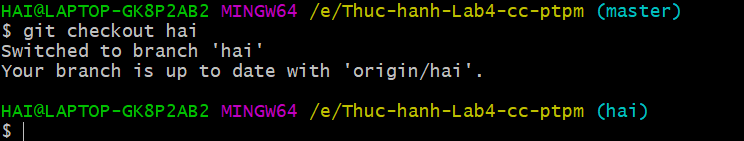 HAI@LAPTOP-GK8P2AB2 MINGW64 /e/Thuc-hanh-Lab4-cc-ptpm (master)
$ git checkout hai
Switched to branch 'hai'
Your branch is up to date with 'origin/hai'.
HAI@LAPTOP-GK8P2AB2 MINGW64 /e/Thuc-hanh-Lab4-cc-ptpm (hai)
$